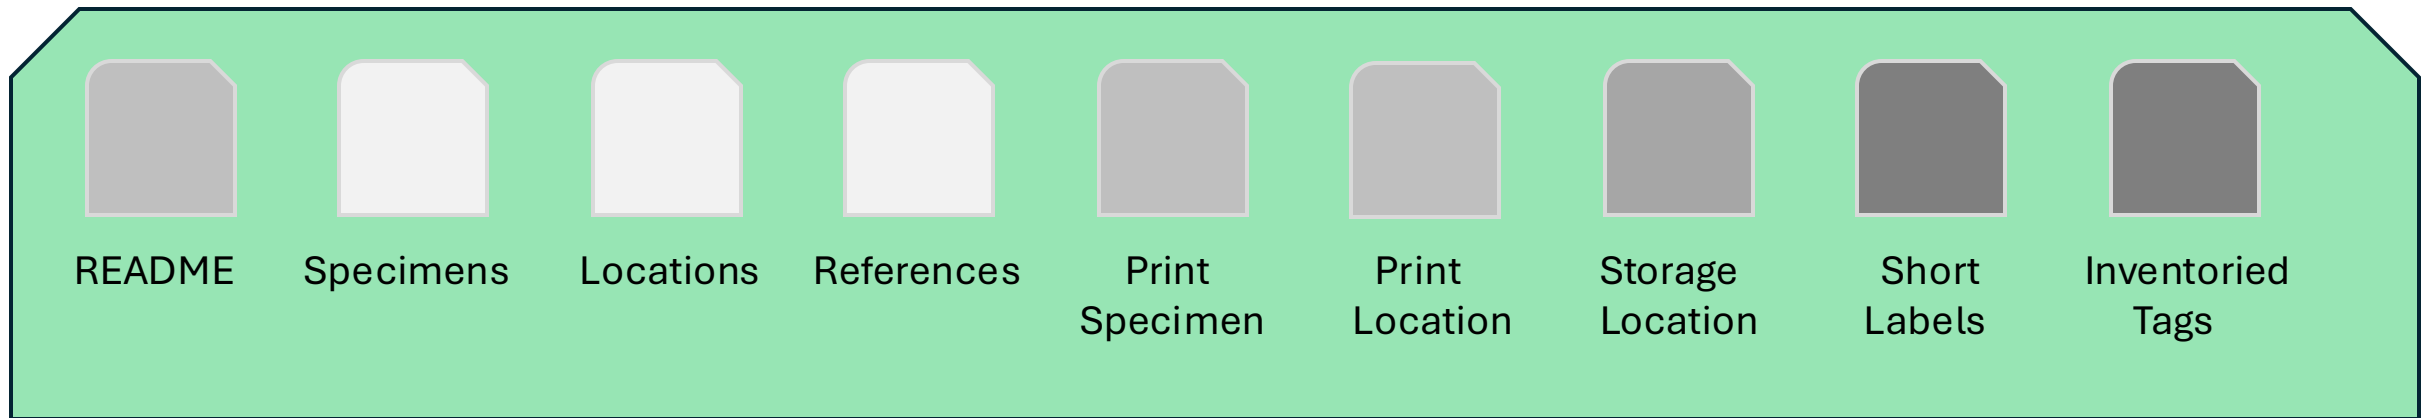 README
Specimens
Locations
References
Print
Specimen
Print
Location
Storage
Location
Short
Labels
Inventoried
Tags